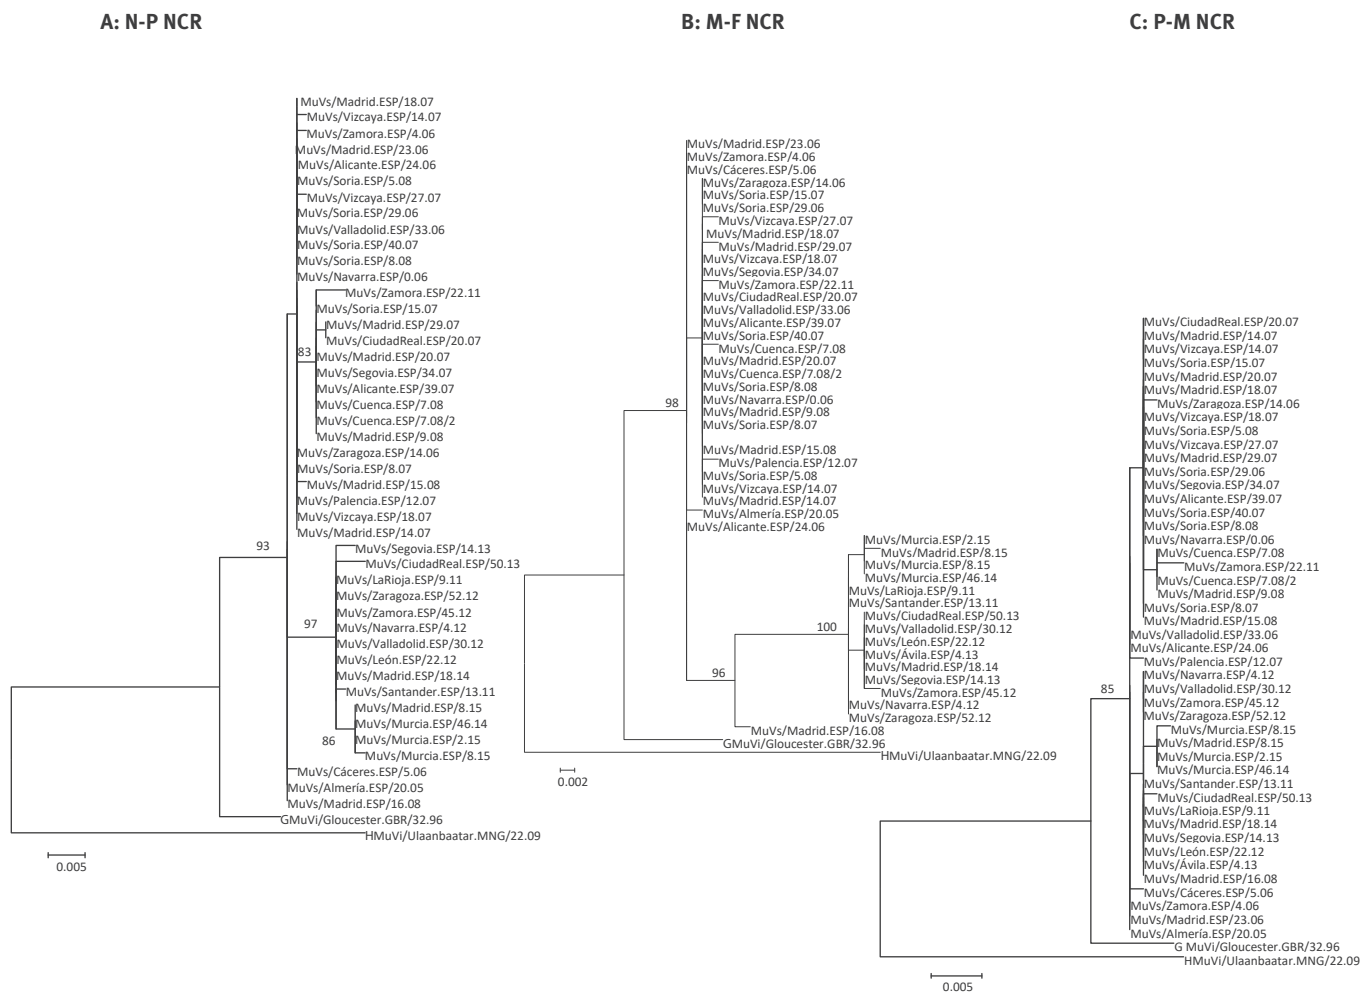 A: N-P NCR
MuVs/Madrid.ESP/18.07
MuVs/Vizcaya.ESP/14.07
MuVs/Zamora.ESP/4.06
MuVs/Madrid.ESP/23.06
MuVs/Alicante.ESP/24.06
MuVs/Soria.ESP/5.08
MuVs/Vizcaya.ESP/27.07
MuVs/Soria.ESP/29.06
MuVs/Valladolid.ESP/33.06
MuVs/Soria.ESP/40.07
MuVs/Soria.ESP/8.08
MuVs/Navarra.ESP/0.06
MuVs/Zamora.ESP/22.11
MuVs/Soria.ESP/15.07
MuVs/Madrid.ESP/29.07
MuVs/CiudadReal.ESP/20.07
83
MuVs/Madrid.ESP/20.07
MuVs/Segovia.ESP/34.07
MuVs/Alicante.ESP/39.07
MuVs/Cuenca.ESP/7.08
MuVs/Cuenca.ESP/7.08/2
MuVs/Madrid.ESP/9.08
MuVs/Zaragoza.ESP/14.06
MuVs/Soria.ESP/8.07
MuVs/Madrid.ESP/15.08
MuVs/Palencia.ESP/12.07
MuVs/Vizcaya.ESP/18.07
MuVs/Madrid.ESP/14.07
93
MuVs/Segovia.ESP/14.13
MuVs/CiudadReal.ESP/50.13
MuVs/LaRioja.ESP/9.11
MuVs/Zaragoza.ESP/52.12
MuVs/Zamora.ESP/45.12
97
MuVs/Navarra.ESP/4.12
MuVs/Valladolid.ESP/30.12
MuVs/León.ESP/22.12
MuVs/Madrid.ESP/18.14
MuVs/Santander.ESP/13.11
MuVs/Madrid.ESP/8.15
MuVs/Murcia.ESP/46.14
86
MuVs/Murcia.ESP/2.15
MuVs/Murcia.ESP/8.15
MuVs/Cáceres.ESP/5.06
MuVs/Almería.ESP/20.05
MuVs/Madrid.ESP/16.08
GMuVi/Gloucester.GBR/32.96
HMuVi/Ulaanbaatar.MNG/22.09
0.005
B: M-F NCR
MuVs/Madrid.ESP/23.06
MuVs/Zamora.ESP/4.06
MuVs/Cáceres.ESP/5.06
MuVs/Zaragoza.ESP/14.06
MuVs/Soria.ESP/15.07
MuVs/Soria.ESP/29.06
MuVs/Vizcaya.ESP/27.07
MuVs/Madrid.ESP/18.07
MuVs/Madrid.ESP/29.07
MuVs/Vizcaya.ESP/18.07
MuVs/Segovia.ESP/34.07
MuVs/Zamora.ESP/22.11
MuVs/CiudadReal.ESP/20.07
MuVs/Valladolid.ESP/33.06
MuVs/Alicante.ESP/39.07
MuVs/Soria.ESP/40.07
MuVs/Cuenca.ESP/7.08
MuVs/Madrid.ESP/20.07
MuVs/Cuenca.ESP/7.08/2
MuVs/Soria.ESP/8.08
MuVs/Navarra.ESP/0.06
98
MuVs/Madrid.ESP/9.08
MuVs/Soria.ESP/8.07
MuVs/Madrid.ESP/15.08
MuVs/Palencia.ESP/12.07
MuVs/Soria.ESP/5.08
MuVs/Vizcaya.ESP/14.07
MuVs/Madrid.ESP/14.07
MuVs/Almería.ESP/20.05
MuVs/Alicante.ESP/24.06
MuVs/Murcia.ESP/2.15
MuVs/Madrid.ESP/8.15
MuVs/Murcia.ESP/8.15
MuVs/Murcia.ESP/46.14
MuVs/LaRioja.ESP/9.11
MuVs/Santander.ESP/13.11
MuVs/CiudadReal.ESP/50.13
100
MuVs/Valladolid.ESP/30.12
MuVs/León.ESP/22.12
MuVs/Ávila.ESP/4.13
MuVs/Madrid.ESP/18.14
96
MuVs/Segovia.ESP/14.13
MuVs/Zamora.ESP/45.12
MuVs/Navarra.ESP/4.12
MuVs/Zaragoza.ESP/52.12
MuVs/Madrid.ESP/16.08
GMuVi/Gloucester.GBR/32.96
HMuVi/Ulaanbaatar.MNG/22.09
0.002
C: P-M NCR
MuVs/CiudadReal.ESP/20.07
MuVs/Madrid.ESP/14.07
MuVs/Vizcaya.ESP/14.07
MuVs/Soria.ESP/15.07
MuVs/Madrid.ESP/20.07
MuVs/Madrid.ESP/18.07
MuVs/Zaragoza.ESP/14.06
MuVs/Vizcaya.ESP/18.07
MuVs/Soria.ESP/5.08
MuVs/Vizcaya.ESP/27.07
MuVs/Madrid.ESP/29.07
MuVs/Soria.ESP/29.06
MuVs/Segovia.ESP/34.07
MuVs/Alicante.ESP/39.07
MuVs/Soria.ESP/40.07
MuVs/Soria.ESP/8.08
MuVs/Navarra.ESP/0.06
MuVs/Cuenca.ESP/7.08
MuVs/Zamora.ESP/22.11
MuVs/Cuenca.ESP/7.08/2
MuVs/Madrid.ESP/9.08
MuVs/Soria.ESP/8.07
MuVs/Madrid.ESP/15.08
MuVs/Valladolid.ESP/33.06
MuVs/Alicante.ESP/24.06
MuVs/Palencia.ESP/12.07
MuVs/Navarra.ESP/4.12
85
MuVs/Valladolid.ESP/30.12
MuVs/Zamora.ESP/45.12
MuVs/Zaragoza.ESP/52.12
MuVs/Murcia.ESP/8.15
MuVs/Madrid.ESP/8.15
MuVs/Murcia.ESP/2.15
MuVs/Murcia.ESP/46.14
MuVs/Santander.ESP/13.11
MuVs/CiudadReal.ESP/50.13
MuVs/LaRioja.ESP/9.11
MuVs/Madrid.ESP/18.14
MuVs/Segovia.ESP/14.13
MuVs/León.ESP/22.12
MuVs/Ávila.ESP/4.13
MuVs/Madrid.ESP/16.08
MuVs/Cáceres.ESP/5.06
MuVs/Zamora.ESP/4.06
MuVs/Madrid.ESP/23.06
MuVs/Almería.ESP/20.05
G MuVi/Gloucester.GBR/32.96
HMuVi/Ulaanbaatar.MNG/22.09
0.005